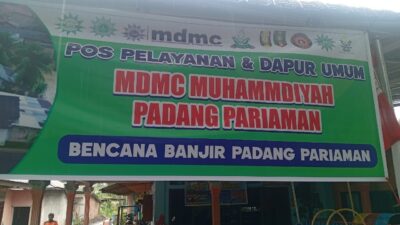 mdmc
POS PELAYANAN & DAPUR UMUM
MDMC MUHAMMDIYAH
PADANG PARIAMAN
BENCANA BANJIR PADANG PARIAMAN